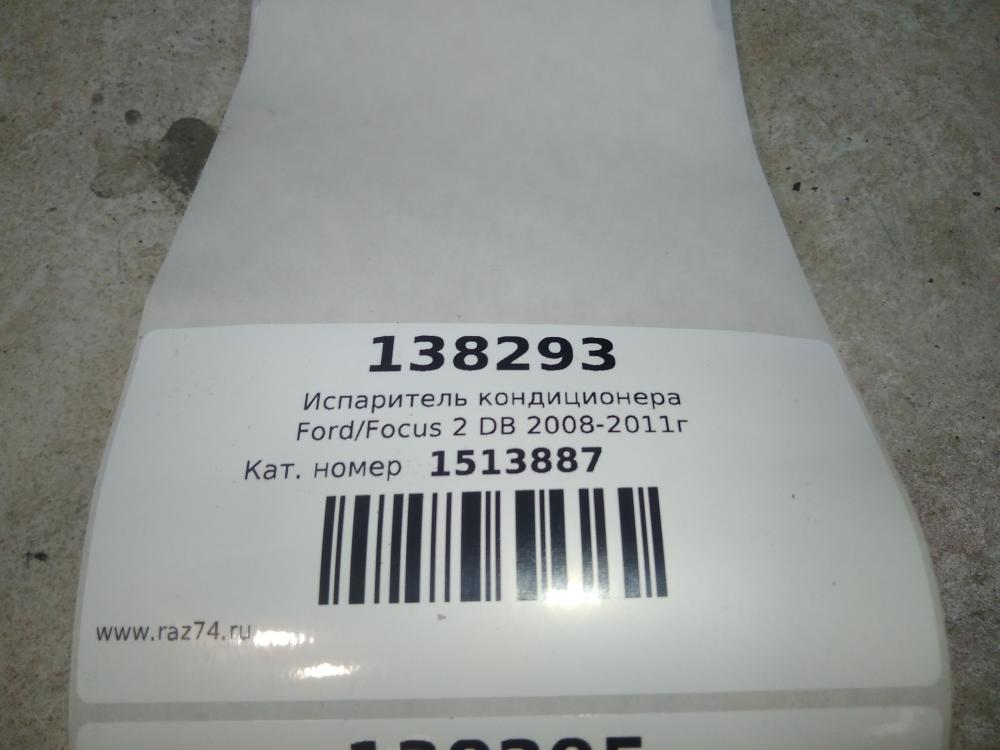 138293
Испаритель кондиционера
Ford/Focus 2 DB 2008-2011г
Кат. номер 1513887
www.raz74.ru